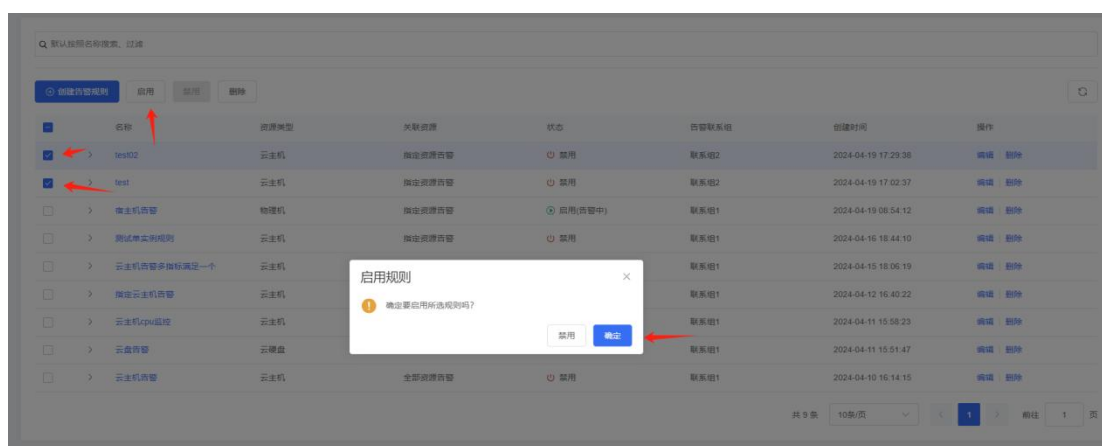 默认按照名称搜索、过滤
创建告警规则 启用 禁用 删除
名称 资源类型 关联资源 状态 告警联系组 创建时间 操作
test02 云主机 指定资源告警 禁用 联系组2 2024-04-19 17:29:38 编辑 删除
test 云主机 指定资源告警 禁用 联系组2 2024-04-19 17:02:37 编辑 删除
宿主机告警 物理机 指定资源告警 启用(告警中) 联系组1 2024-04-19 08:54:12 编辑 删除
测试单实例规则 云主机 指定资源告警 禁用 联系组1 2024-04-16 18:44:10 编辑 删除
云主机告警多指标满足一个 云主机 联系组1 2024-04-15 18:06:19 编辑 删除
指定云主机告警 云主机 联系组1 2024-04-12 16:40:22 编辑 删除
云主机cpu监控 云主机 联系组1 2024-04-11 15:58:23 编辑 删除
云盘告警 云硬盘 联系组1 2024-04-11 15:51:47 编辑 删除
云主机告警 云主机 全部资源告警 禁用 联系组1 2024-04-10 16:14:15 编辑 删除
启用规则
确定要启用所选规则吗?
禁用 确定
共 9 条 10条/页 1 前往 1 页